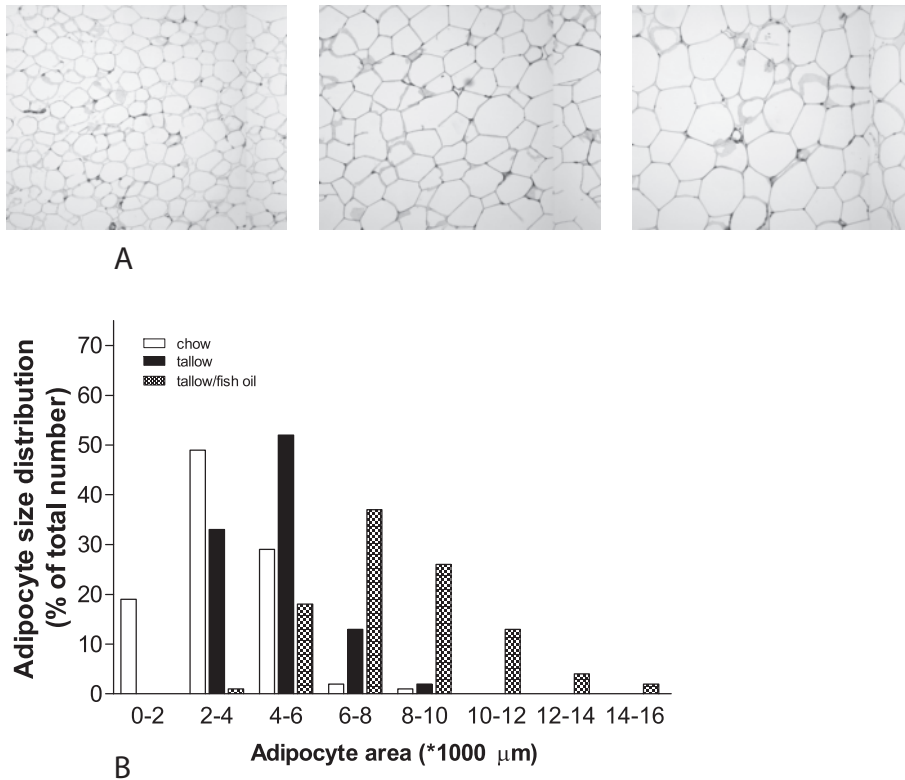 A
Adipocyte size distribution
(% of total number)
70
60
50
40
30
20
10
0
chow
tallow
tallow/fish oil
0-2 2-4 4-6 6-8 8-10 10-12 12-14 14-16
Adipocyte area (*1000 μm)
B